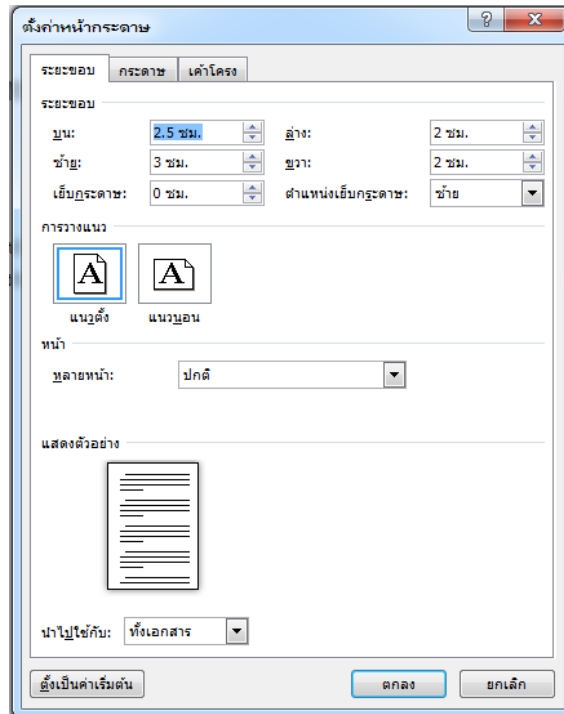 ตั้งค่าหน้ากระดาษ
ระยะขอบ กระดาษ เค้าโครง
ระยะขอบ
บน: 2.5 ซม. ล่าง: 2 ซม.
ซ้าย: 3 ซม. ขวา: 2 ซม.
เย็บกระดาษ: 0 ซม. ตำแหน่งเย็บกระดาษ: ซ้าย
การวางแนว
A A
แนวตั้ง แนวนอน
หน้า
หลายหน้า: ปกติ
แสดงตัวอย่าง
นำไปใช้กับ: ทั้งเอกสาร
ตั้งเป็นค่าเริ่มต้น ตกลง ยกเลิก